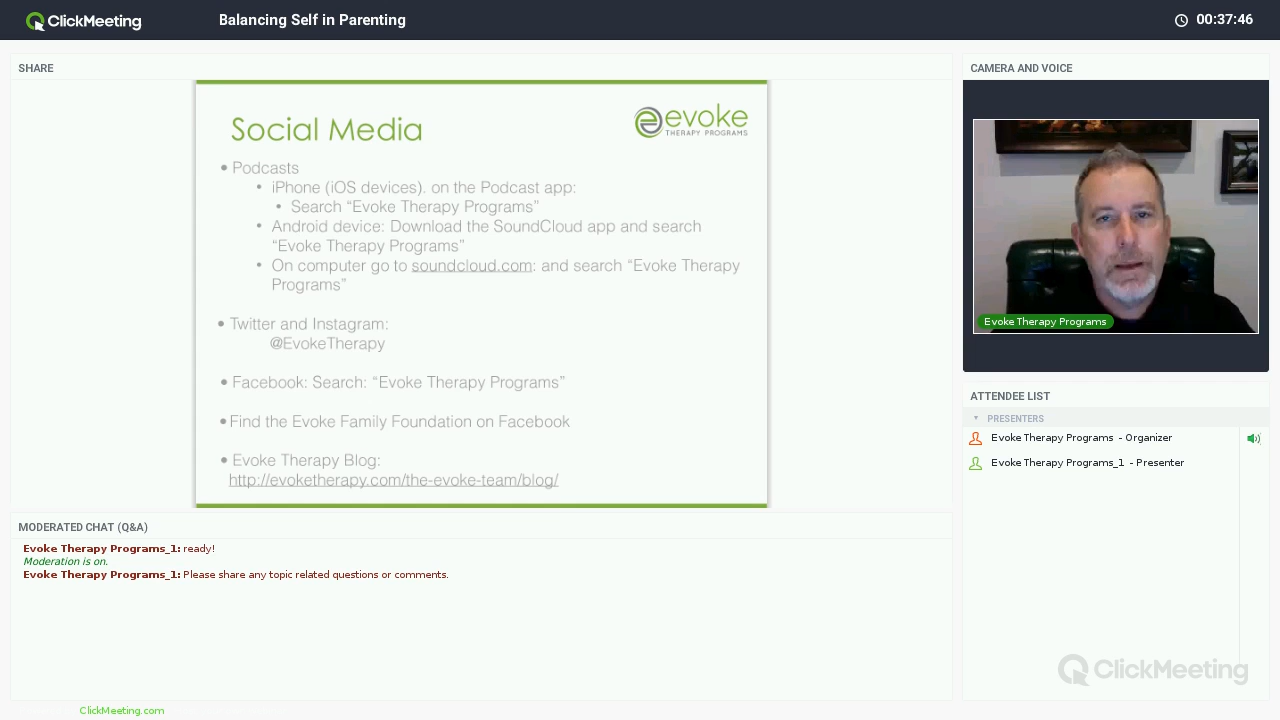 ClickMeeting
Balancing Self in Parenting
00:37:46
SHARE
Social Media
evoke
THERAPY PROGRAMS
• Podcasts
• iPhone (iOS devices). on the Podcast app:
• Search “Evoke Therapy Programs”
• Android device: Download the SoundCloud app and search
“Evoke Therapy Programs”
• On computer go to soundcloud.com: and search “Evoke Therapy
Programs”
• Twitter and Instagram:
@EvokeTherapy
• Facebook: Search: “Evoke Therapy Programs”
• Find the Evoke Family Foundation on Facebook
• Evoke Therapy Blog:
http://evoketherapy.com/the-evoke-team/blog/
MODERATED CHAT (Q&A)
Evoke Therapy Programs_1: ready!
Moderation is on.
Evoke Therapy Programs_1: Please share any topic related questions or comments.
CAMERA AND VOICE
Evoke Therapy Programs
ATTENDEE LIST
PRESENTERS
Evoke Therapy Programs - Organizer
Evoke Therapy Programs_1 - Presenter
ClickMeeting
ClickMeeting.com